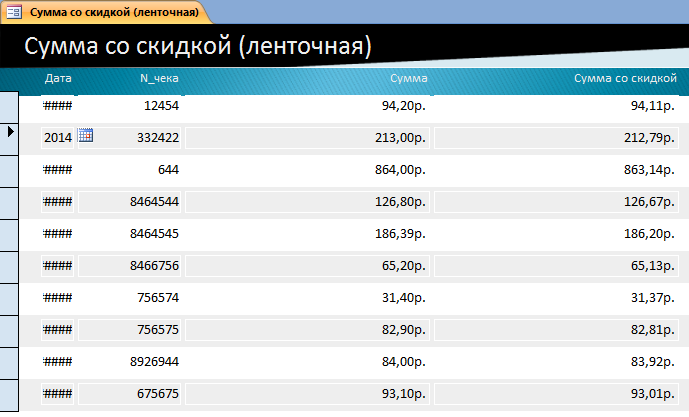 Сумма со скидкой (ленточная)
Сумма со скидкой (ленточная)
Дата N_чека Сумма Сумма со скидкой
##### 12454 94,20р. 94,11р.
2014 332422 213,00р. 212,79р.
##### 644 864,00р. 863,14р.
##### 8464544 126,80р. 126,67р.
##### 8464545 186,39р. 186,20р.
##### 8466756 65,20р. 65,13р.
##### 756574 31,40р. 31,37р.
##### 756575 82,90р. 82,81р.
##### 8926944 84,00р. 83,92р.
##### 675675 93,10р. 93,01р.